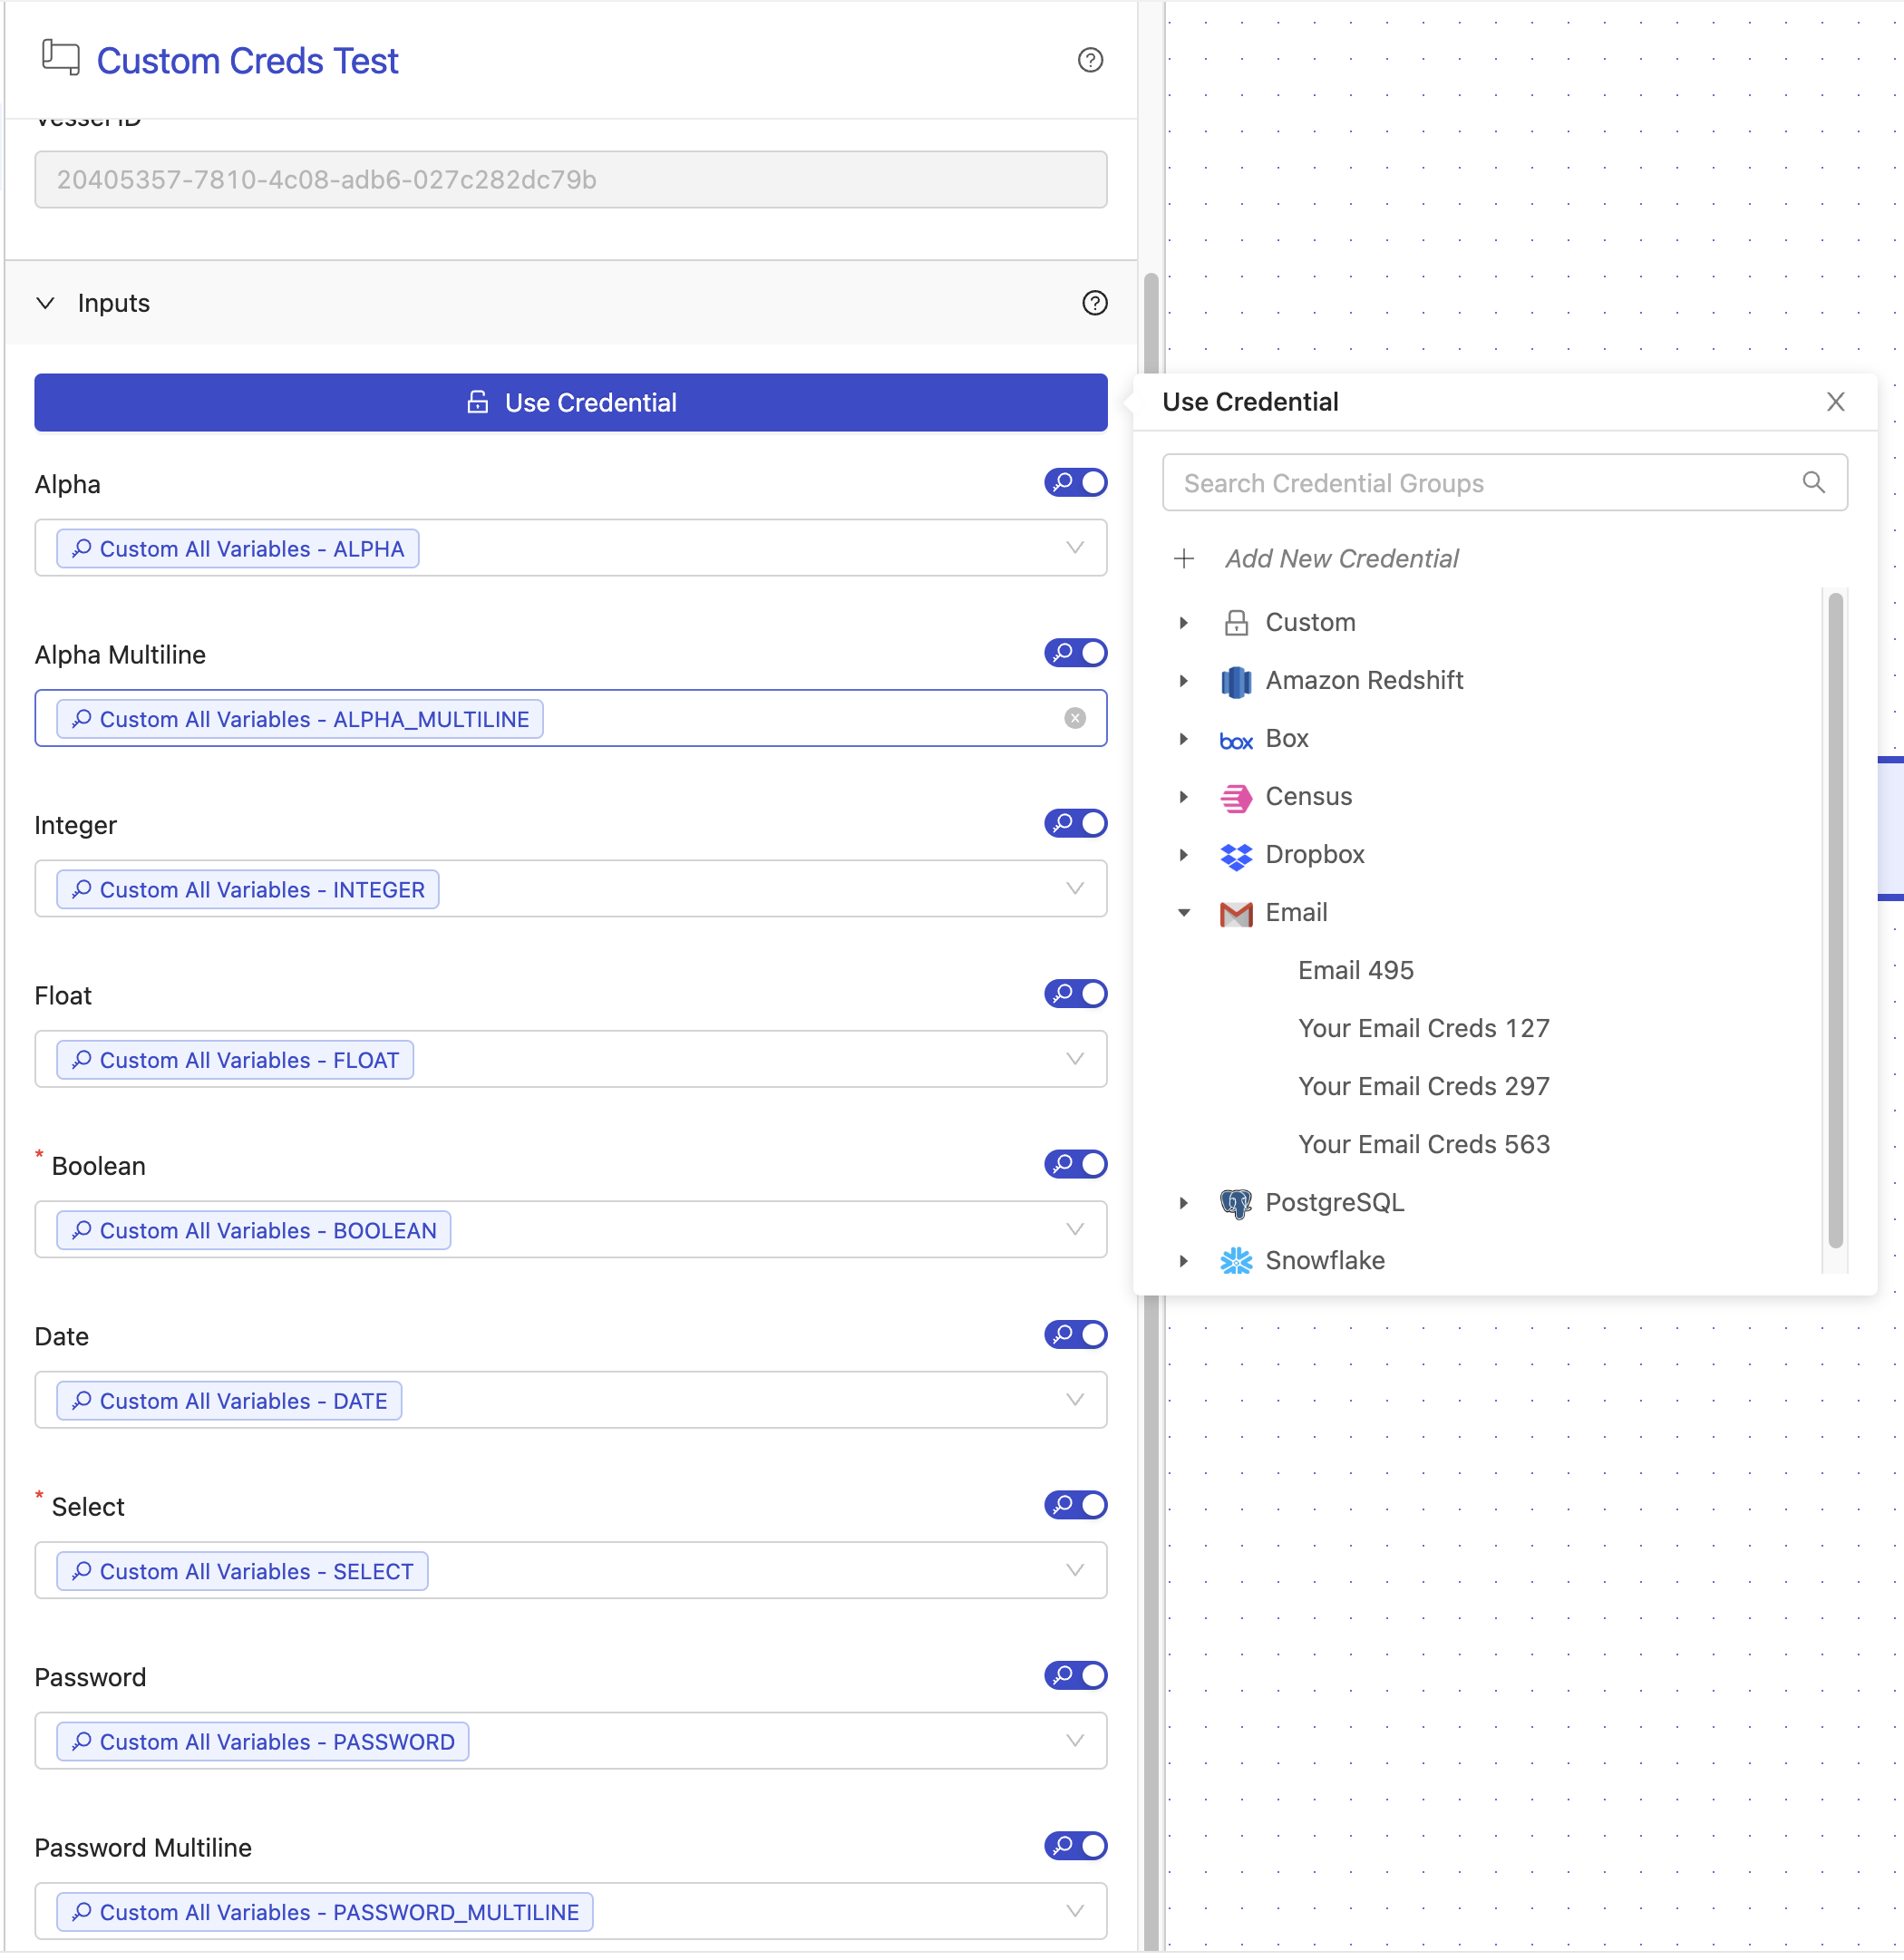 Custom Creds Test
Vessel ID
20405357-7810-4c08-adb6-027c282dc79b
Inputs
Use Credential
Alpha
Custom All Variables - ALPHA
Alpha Multiline
Custom All Variables - ALPHA_MULTILINE
Integer
Custom All Variables - INTEGER
Float
Custom All Variables - FLOAT
* Boolean
Custom All Variables - BOOLEAN
Date
Custom All Variables - DATE
* Select
Custom All Variables - SELECT
Password
Custom All Variables - PASSWORD
Password Multiline
Custom All Variables - PASSWORD_MULTILINE
Use Credential
Search Credential Groups
Add New Credential
Custom
Amazon Redshift
box Box
Census
Dropbox
Email
Email 495
Your Email Creds 127
Your Email Creds 297
Your Email Creds 563
PostgreSQL
Snowflake